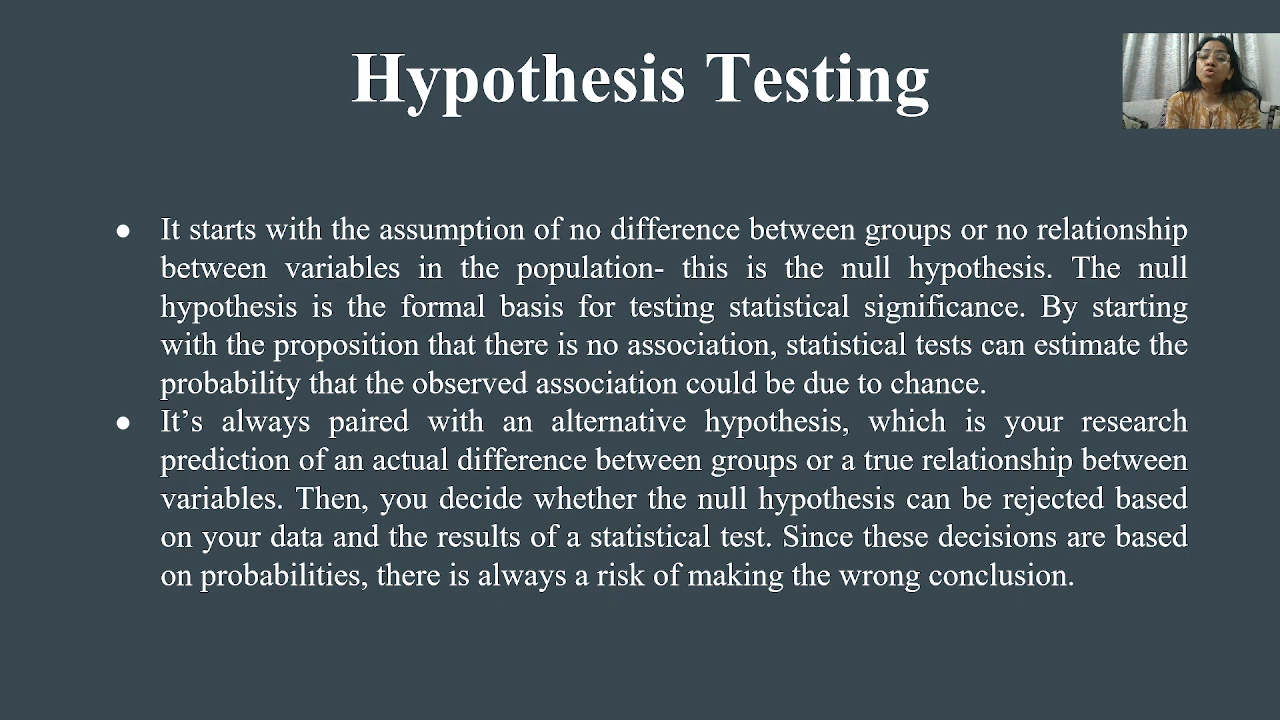 Hypothesis Testing
● It starts with the assumption of no difference between groups or no relationship
between variables in the population- this is the null hypothesis. The null
hypothesis is the formal basis for testing statistical significance. By starting
with the proposition that there is no association, statistical tests can estimate the
probability that the observed association could be due to chance.
● It’s always paired with an alternative hypothesis, which is your research
prediction of an actual difference between groups or a true relationship between
variables. Then, you decide whether the null hypothesis can be rejected based
on your data and the results of a statistical test. Since these decisions are based
on probabilities, there is always a risk of making the wrong conclusion.